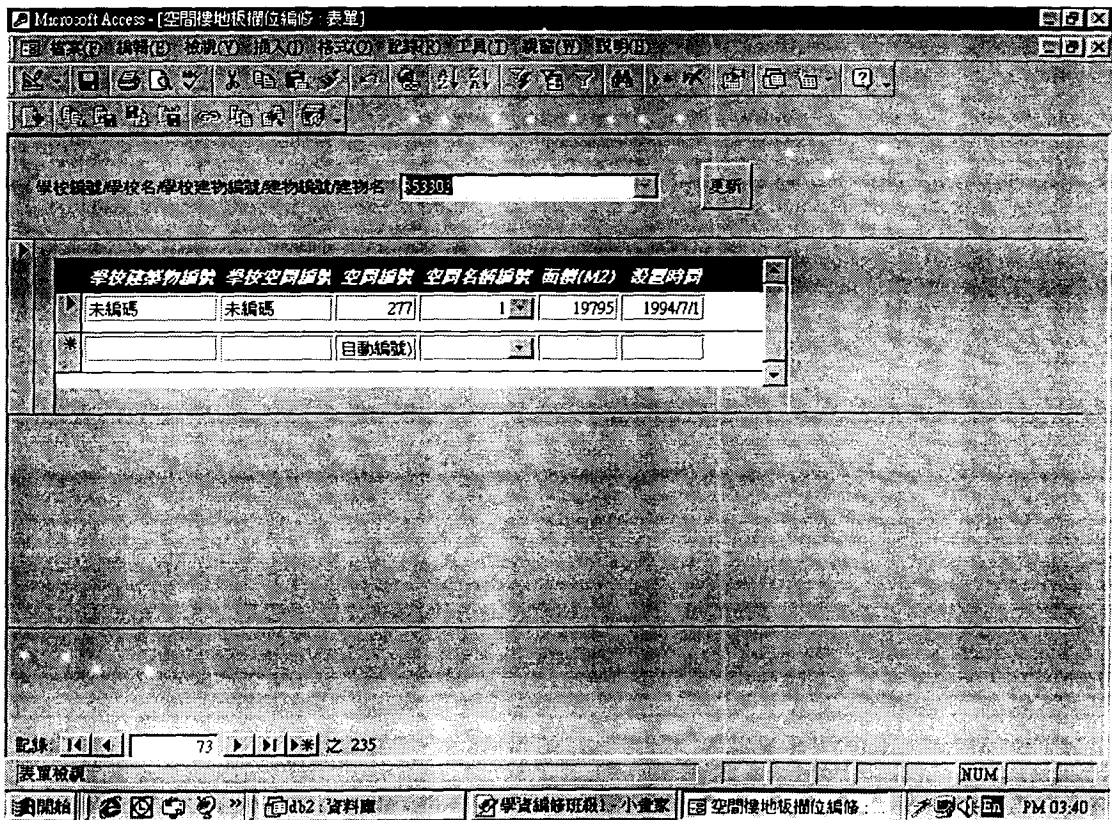 Microsoft Access - [空間樓地板欄位編修 : 表單]
檔案(F) 編輯(E) 檢視(V) 插入(I) 格式(O) 記錄(R) 工具(T) 視窗(W) 說明(H)
學校編號/學校名/學校建物編號/建物編號/建物名 更新
學校建築物編號 學校空間編號 空間編號 空間名稱編號 面積(M2) 設置時間
未編碼 未編碼 277 1 19795 1994/7/1
自動編號)
記錄: 73 之 235
表單檢視 NUM
開始 » db2 : 資料庫 學資編修班級1 - 小畫家 空間樓地板欄位編修 : ... En PM 03:40